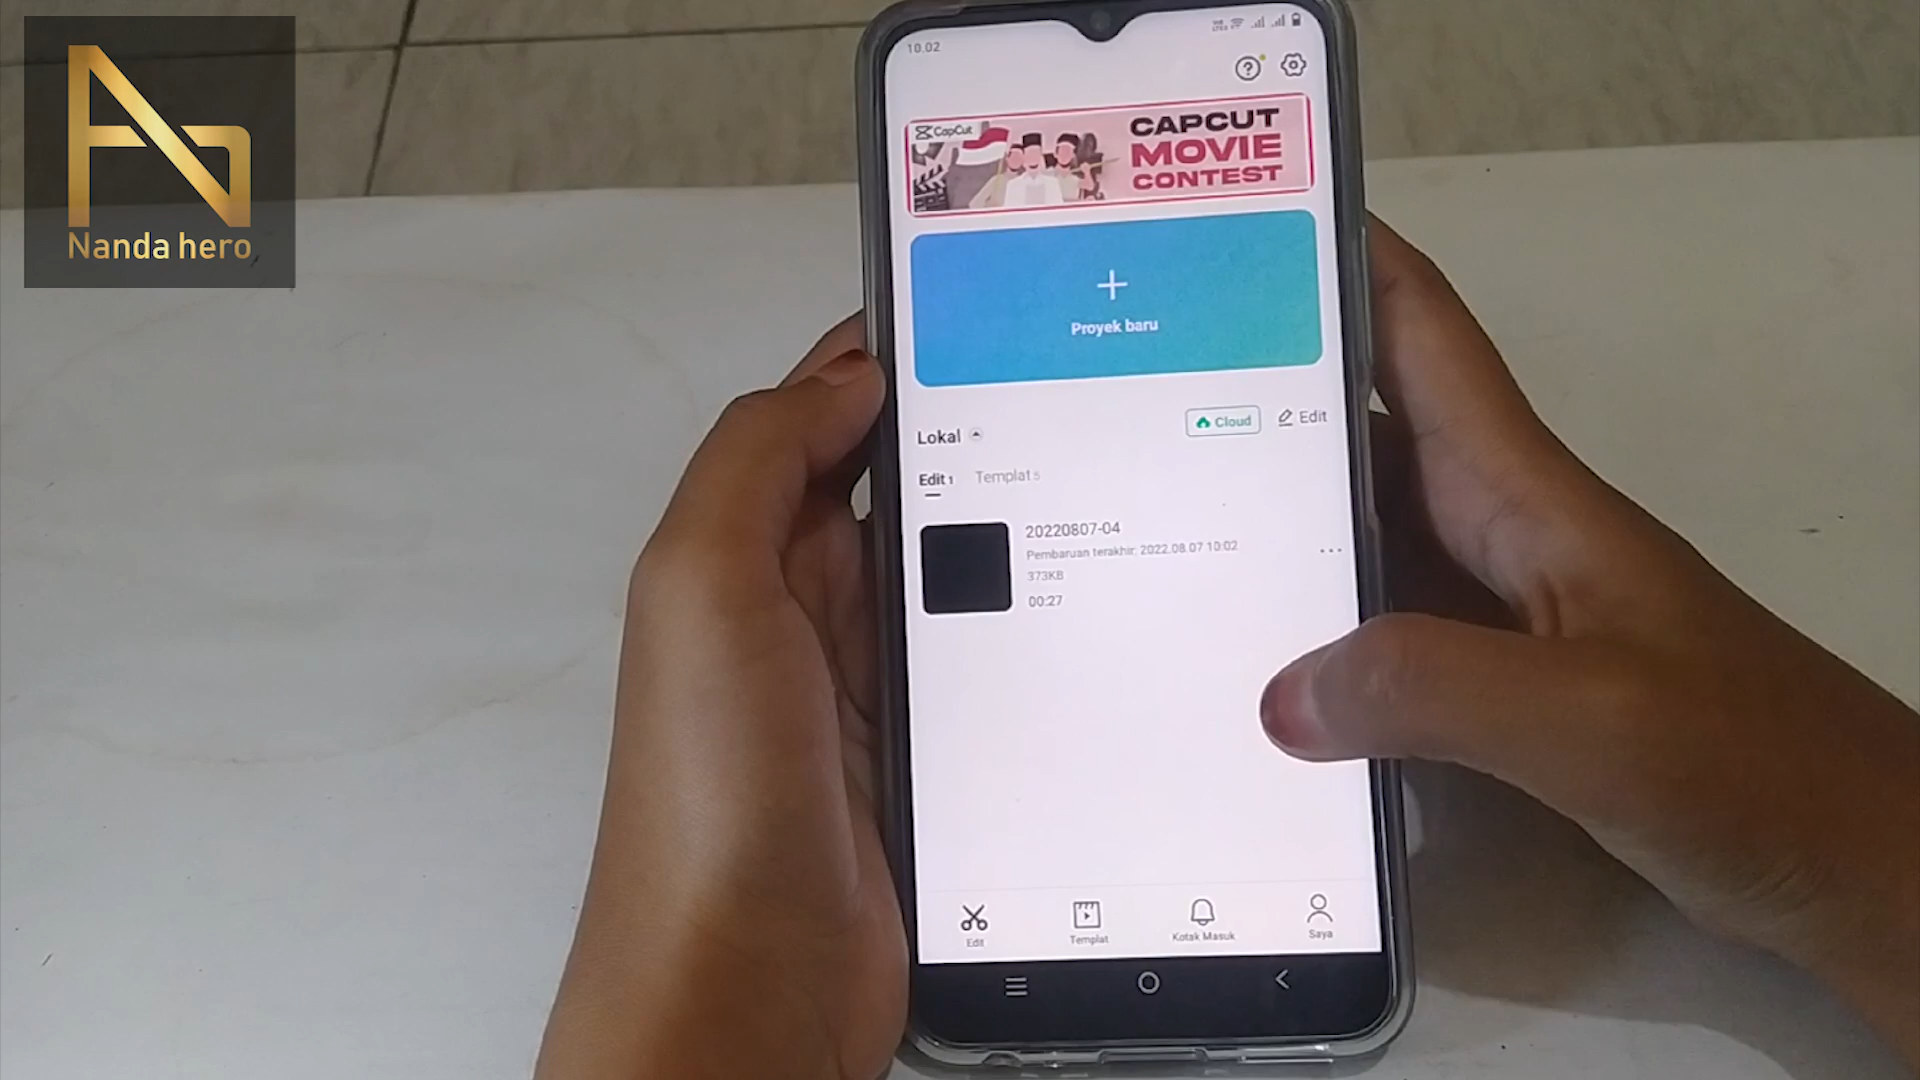 Nanda hero
10.02
CapCut
CAPCUT
MOVIE
CONTEST
Proyek baru
Lokal
Cloud
Edit
Edit 1
Templat 5
20220807-04
Pembaruan terakhir: 2022.08.07 10:02
373KB
00:27
Edit
Templat
Kotak Masuk
Saya